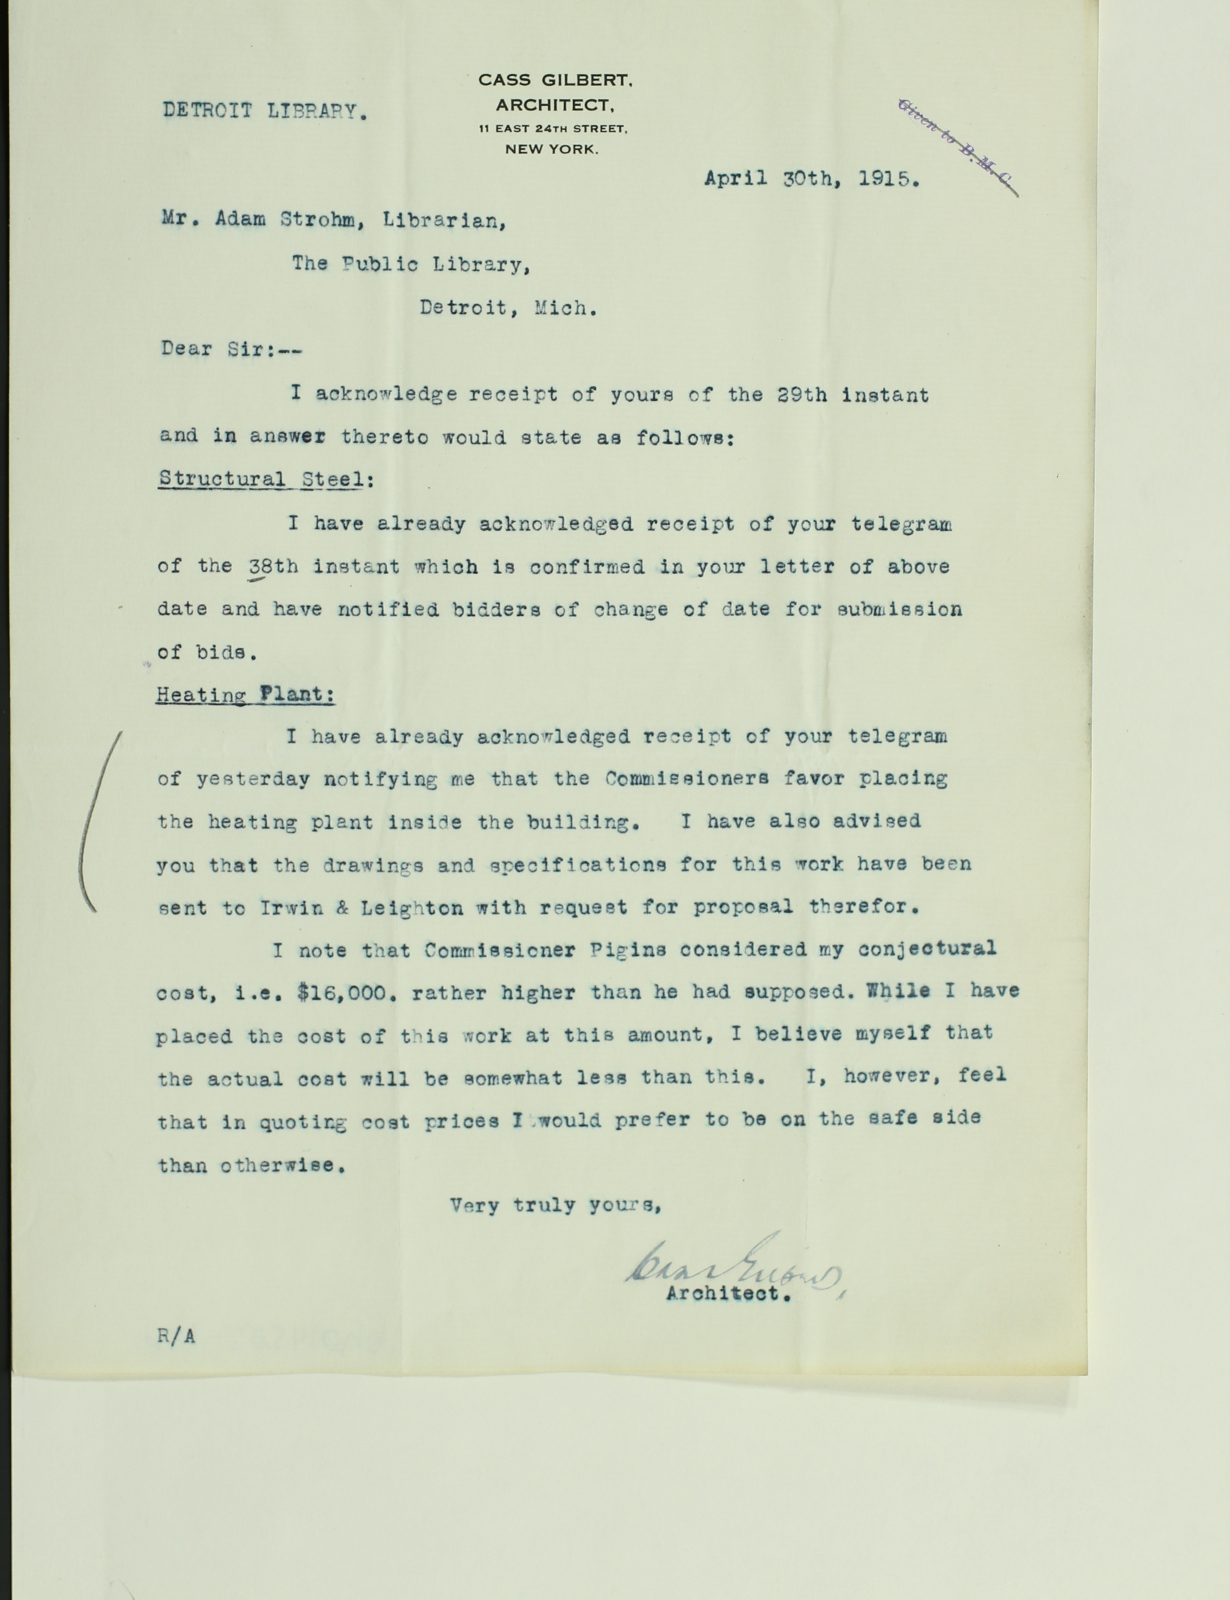 CASS GILBERT,
ARCHITECT,
11 EAST 24TH STREET,
NEW YORK.
DETROIT LIBRARY.
Given to B. M. C.
April 30th, 1915.
Mr. Adam Strohm, Librarian,
The Public Library,
Detroit, Mich.
Dear Sir:--
I acknowledge receipt of yours of the 29th instant
and in answer thereto would state as follows:
Structural Steel:
I have already acknowledged receipt of your telegram
of the 38th instant which is confirmed in your letter of above
date and have notified bidders of change of date for submission
of bids.
Heating Plant:
I have already acknowledged receipt of your telegram
of yesterday notifying me that the Commissioners favor placing
the heating plant inside the building. I have also advised
you that the drawings and specifications for this work have been
sent to Irwin & Leighton with request for proposal therefor.
I note that Commissioner Pigins considered my conjectural
cost, i.e. $16,000. rather higher than he had supposed. While I have
placed the cost of this work at this amount, I believe myself that
the actual cost will be somewhat less than this. I, however, feel
that in quoting cost prices I would prefer to be on the safe side
than otherwise.
Very truly yours,
Cass Gilbert,
Architect.
R/A